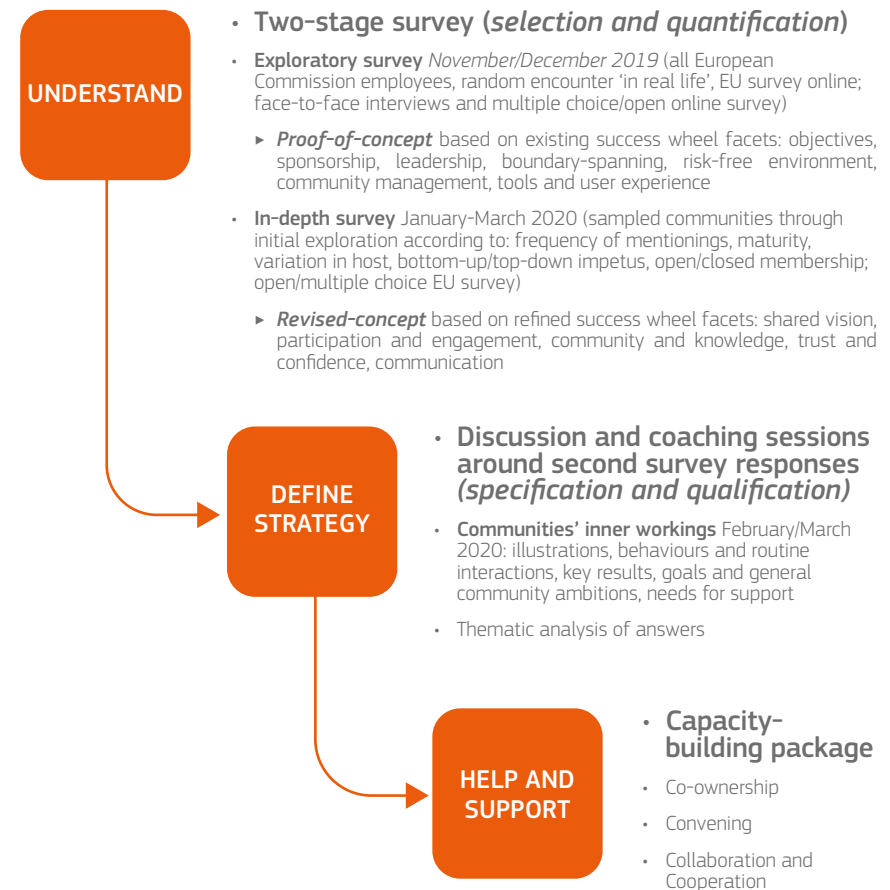 UNDERSTAND
• Two-stage survey (selection and quantification)
• Exploratory survey November/December 2019 (all European
Commission employees, random encounter ‘in real life’, EU survey online;
face-to-face interviews and multiple choice/open online survey)
► Proof-of-concept based on existing success wheel facets: objectives,
sponsorship, leadership, boundary-spanning, risk-free environment,
community management, tools and user experience
• In-depth survey January-March 2020 (sampled communities through
initial exploration according to: frequency of mentionings, maturity,
variation in host, bottom-up/top-down impetus, open/closed membership;
open/multiple choice EU survey)
► Revised-concept based on refined success wheel facets: shared vision,
participation and engagement, community and knowledge, trust and
confidence, communication
DEFINE
STRATEGY
• Discussion and coaching sessions
around second survey responses
(specification and qualification)
• Communities’ inner workings February/March
2020: illustrations, behaviours and routine
interactions, key results, goals and general
community ambitions, needs for support
• Thematic analysis of answers
HELP AND
SUPPORT
• Capacity-
building package
• Co-ownership
• Convening
• Collaboration and
Cooperation